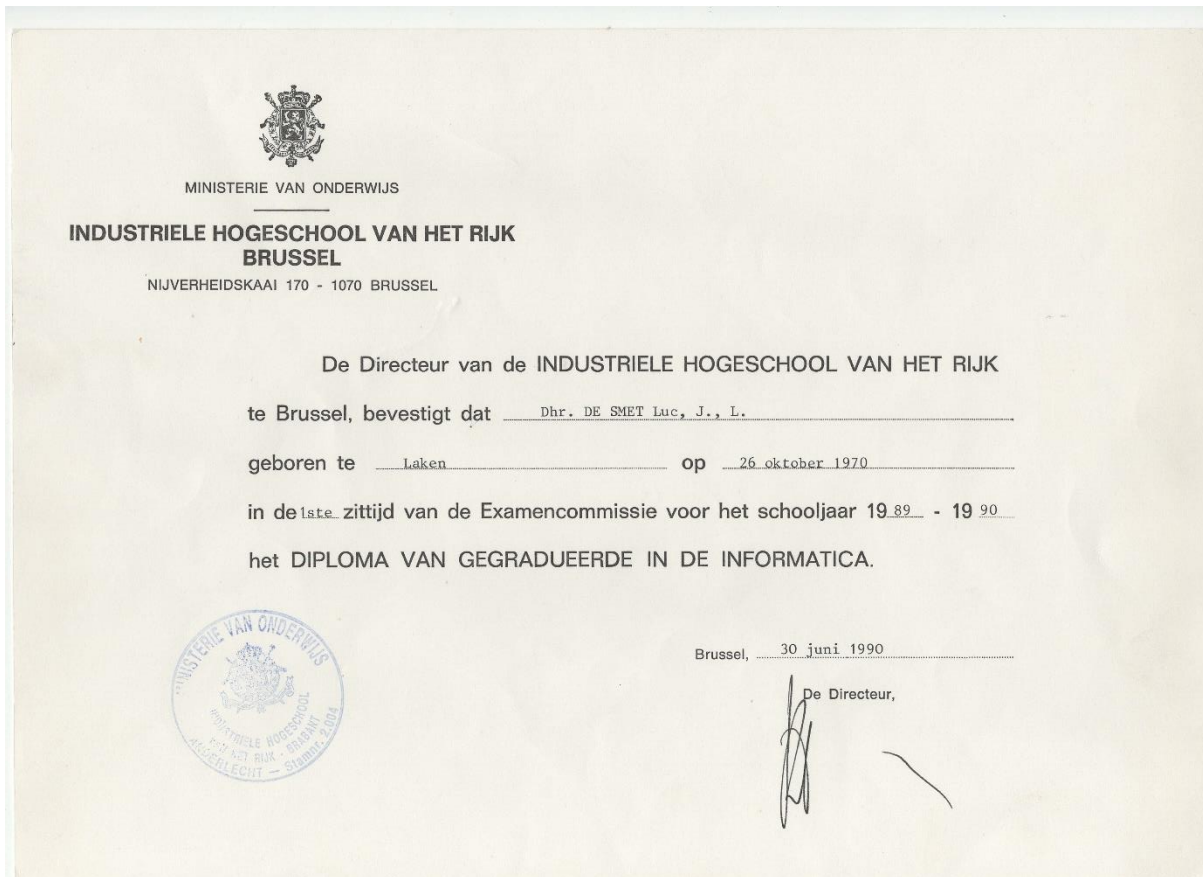 MINISTERIE VAN ONDERWIJS
INDUSTRIELE HOGESCHOOL VAN HET RIJK
BRUSSEL
NIJVERHEIDSKAAI 170 - 1070 BRUSSEL
De Directeur van de INDUSTRIELE HOGESCHOOL VAN HET RIJK
te Brussel, bevestigt dat Dhr. DE SMET Luc, J., L.
geboren te Laken op 26 oktober 1970
in de 1ste zittijd van de Examencommissie voor het schooljaar 19 89 - 19 90
het DIPLOMA VAN GEGRADUEERDE IN DE INFORMATICA.
Brussel, 30 juni 1990
De Directeur,
MINISTERIE VAN ONDERWIJS
INDUSTRIELE HOGESCHOOL
VAN HET RIJK - BRABANT
ANDERLECHT — Stamnr. 2.004